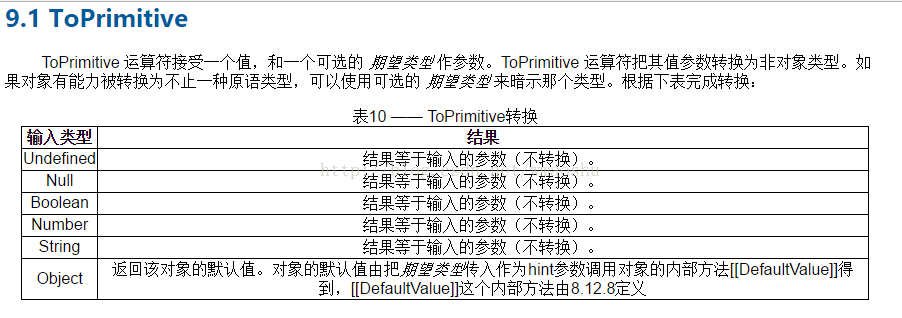 9.1 ToPrimitive
ToPrimitive 运算符接受一个值，和一个可选的 期望类型 作参数。ToPrimitive 运算符把其值参数转换为非对象类型。如
果对象有能力被转换为不止一种原语类型，可以使用可选的 期望类型 来暗示那个类型。根据下表完成转换：
表10 —— ToPrimitive转换
输入类型 结果
Undefined 结果等于输入的参数（不转换）。
Null 结果等于输入的参数（不转换）。
Boolean 结果等于输入的参数（不转换）。
Number 结果等于输入的参数（不转换）。
String 结果等于输入的参数（不转换）。
Object 返回该对象的默认值。对象的默认值由把期望类型传入作为hint参数调用对象的内部方法[[DefaultValue]]得
到，[[DefaultValue]]这个内部方法由8.12.8定义